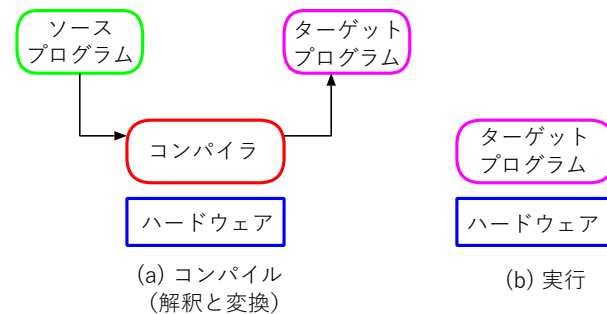 ソース
プログラム
ターゲット
プログラム
コンパイラ
ハードウェア
(a) コンパイル
(解釈と変換)
ターゲット
プログラム
ハードウェア
(b) 実行